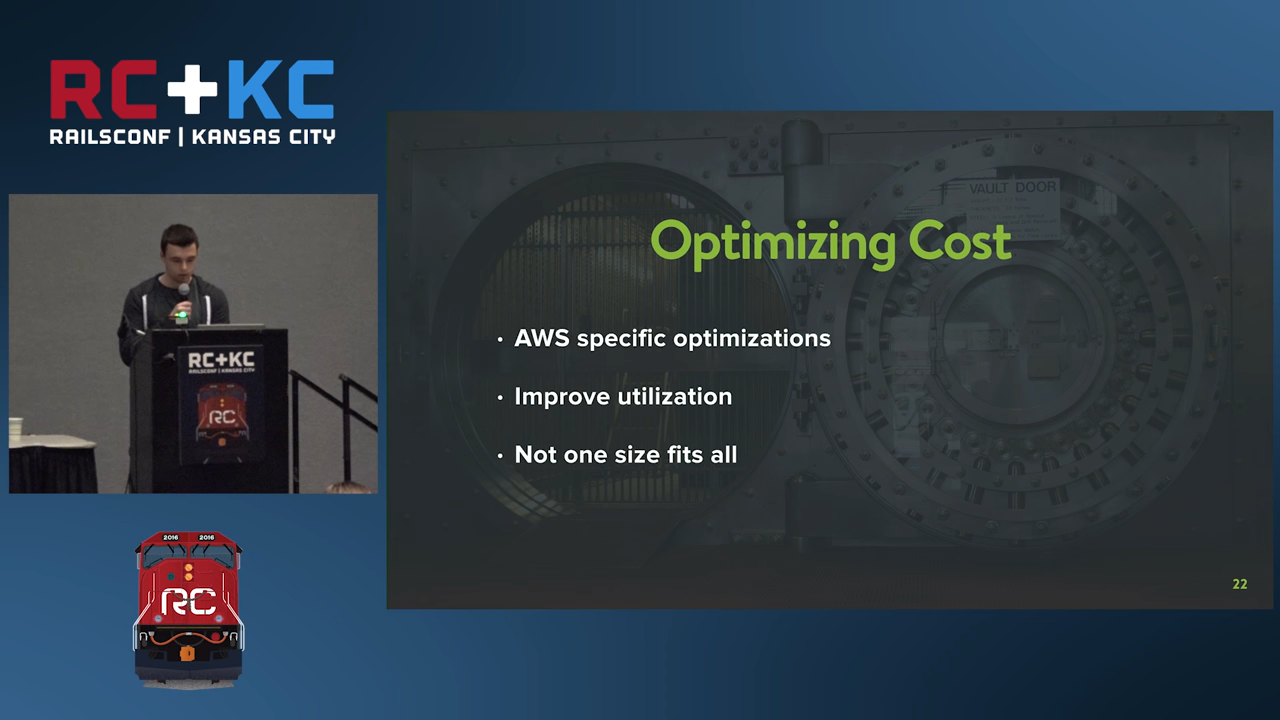 RC+KC
RAILSCONF | KANSAS CITY
VAULT DOOR
Optimizing Cost
• AWS specific optimizations
• Improve utilization
• Not one size fits all
22
RC+KC
RAILSCONF | KANSAS CITY
RC
2016 2016
RC